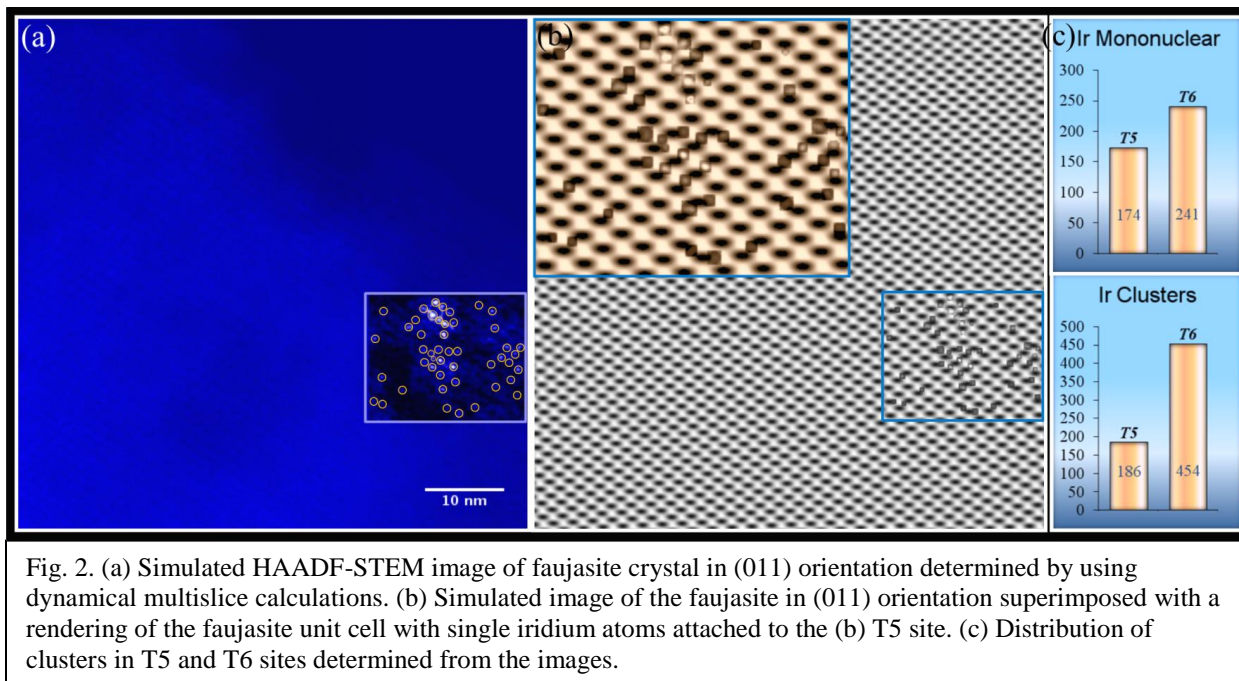 (a)
10 nm
(b)
(c)
Ir Mononuclear
300
250
200
150
100
50
0
T5
T6
174
241
Ir Clusters
500
450
400
350
300
250
200
150
100
50
0
T5
T6
186
454
Fig. 2. (a) Simulated HAADF-STEM image of faujasite crystal in (011) orientation determined by using
dynamical multislice calculations. (b) Simulated image of the faujasite in (011) orientation superimposed with a
rendering of the faujasite unit cell with single iridium atoms attached to the (b) T5 site. (c) Distribution of
clusters in T5 and T6 sites determined from the images.